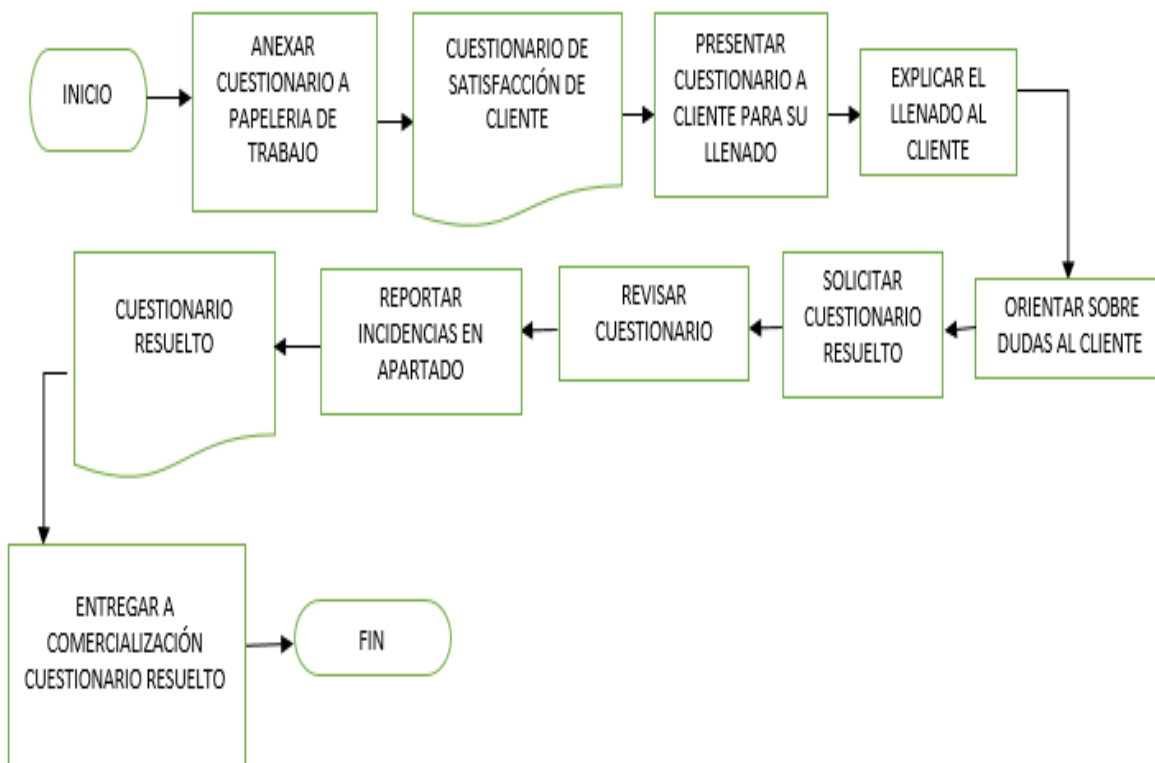 INICIO
ANEXAR
CUESTIONARIO A
PAPELERIA DE
TRABAJO
CUESTIONARIO DE
SATISFACCIÓN DE
CLIENTE
PRESENTAR
CUESTIONARIO A
CLIENTE PARA SU
LLENADO
EXPLICAR EL
LLENADO AL
CLIENTE
ORIENTAR SOBRE
DUDAS AL CLIENTE
SOLICITAR
CUESTIONARIO
RESUELTO
REVISAR
CUESTIONARIO
REPORTAR
INCIDENCIAS EN
APARTADO
CUESTIONARIO
RESUELTO
ENTREGAR A
COMERCIALIZACIÓN
CUESTIONARIO RESUELTO
FIN